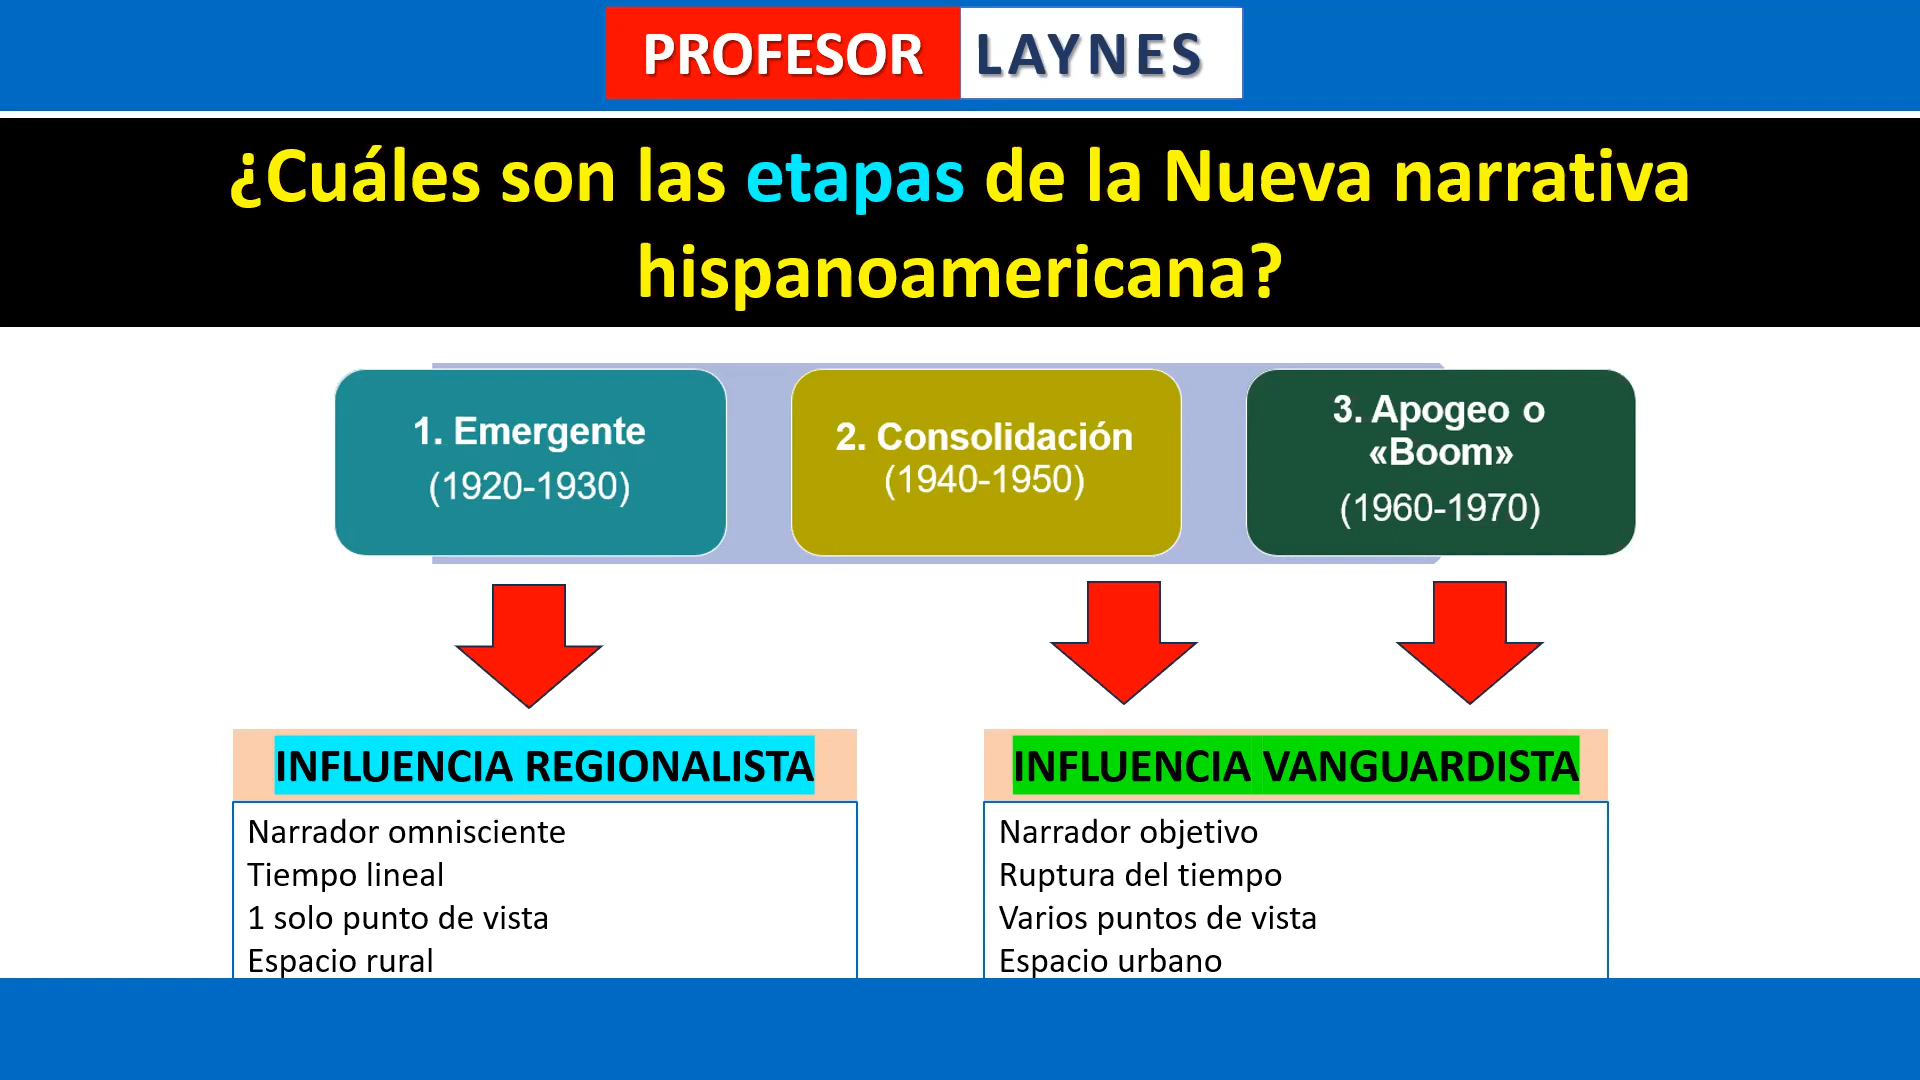 PROFESOR LAYNES
¿Cuáles son las etapas de la Nueva narrativa
hispanoamericana?
1. Emergente
(1920-1930)
2. Consolidación
(1940-1950)
3. Apogeo o
«Boom»
(1960-1970)
INFLUENCIA REGIONALISTA
Narrador omnisciente
Tiempo lineal
1 solo punto de vista
Espacio rural
INFLUENCIA VANGUARDISTA
Narrador objetivo
Ruptura del tiempo
Varios puntos de vista
Espacio urbano